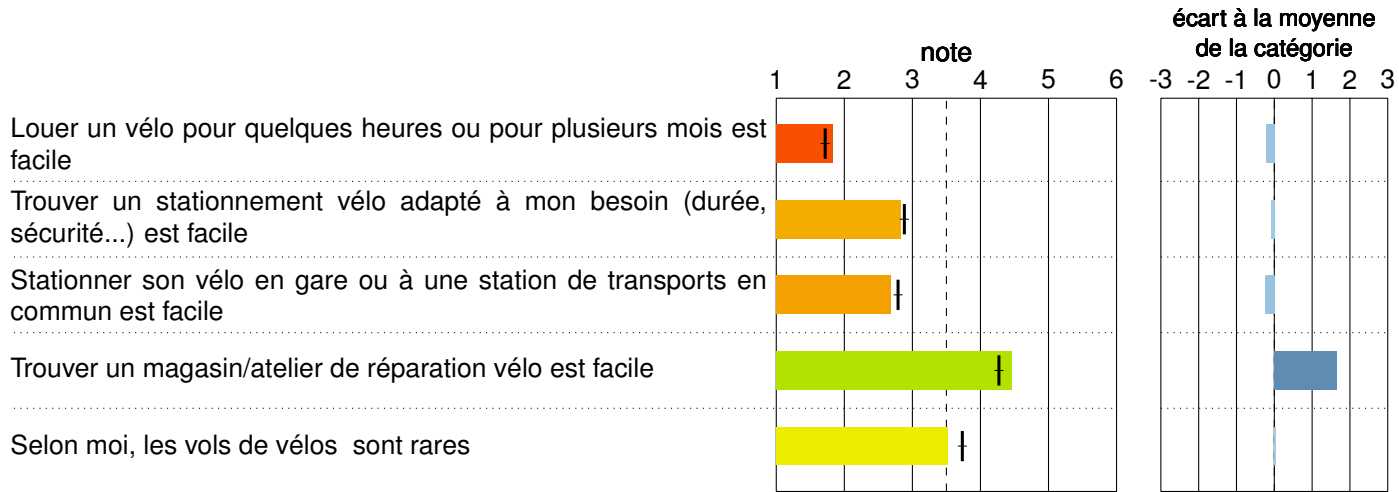 écart à la moyenne
note de la catégorie
1 2 3 4 5 6 -3 -2 -1 0 1 2 3
Louer un vélo pour quelques heures ou pour plusieurs mois est
facile
Trouver un stationnement vélo adapté à mon besoin (durée,
sécurité...) est facile
Stationner son vélo en gare ou à une station de transports en
commun est facile
Trouver un magasin/atelier de réparation vélo est facile
Selon moi, les vols de vélos sont rares